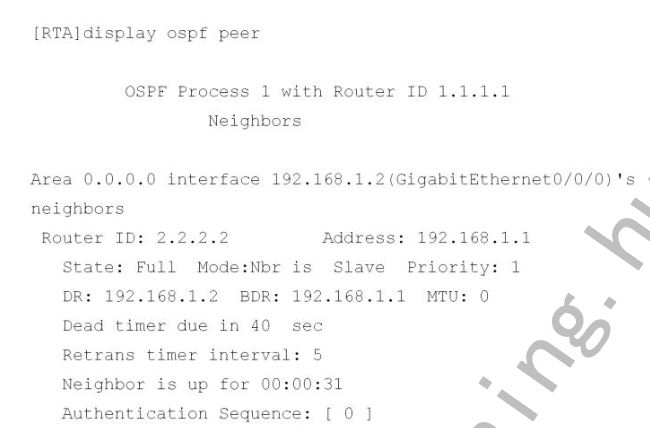 [RTA]display ospf peer
OSPF Process 1 with Router ID 1.1.1.1
Neighbors
Area 0.0.0.0 interface 192.168.1.2(GigabitEthernet0/0/0)'s
neighbors
Router ID: 2.2.2.2 Address: 192.168.1.1
State: Full Mode:Nbr is Slave Priority: 1
DR: 192.168.1.2 BDR: 192.168.1.1 MTU: 0
Dead timer due in 40 sec
Retrans timer interval: 5
Neighbor is up for 00:00:31
Authentication Sequence: [ 0 ]
ning.hu